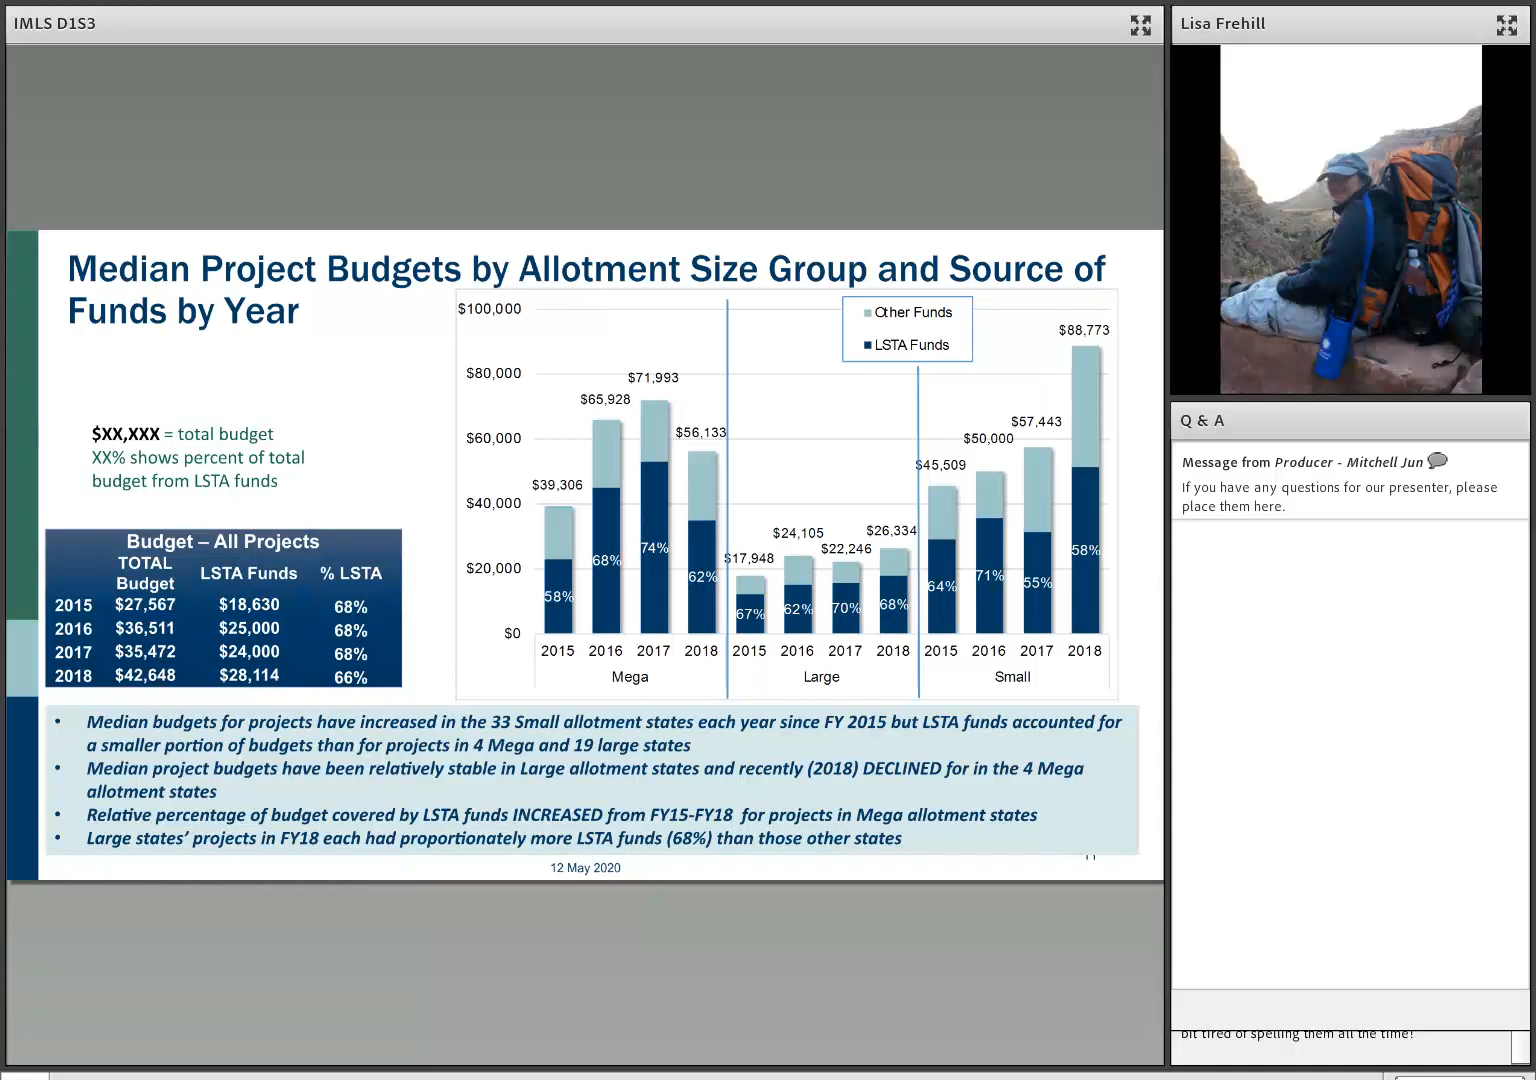 IMLS D1S3
Median Project Budgets by Allotment Size Group and Source of
Funds by Year
$XX,XXX = total budget
XX% shows percent of total
budget from LSTA funds
Budget – All Projects
TOTAL Budget LSTA Funds % LSTA
2015 $27,567 $18,630 68%
2016 $36,511 $25,000 68%
2017 $35,472 $24,000 68%
2018 $42,648 $28,114 66%
Other Funds
LSTA Funds
$100,000
$80,000
$60,000
$40,000
$20,000
$0
$39,306
$65,928
$71,993
$56,133
$17,948
$24,105
$22,246
$26,334
$45,509
$50,000
$57,443
$88,773
58% 68% 74% 62% 67% 62% 70% 68% 64% 71% 55% 58%
2015 2016 2017 2018 2015 2016 2017 2018 2015 2016 2017 2018
Mega Large Small
• Median budgets for projects have increased in the 33 Small allotment states each year since FY 2015 but LSTA funds accounted for
a smaller portion of budgets than for projects in 4 Mega and 19 large states
• Median project budgets have been relatively stable in Large allotment states and recently (2018) DECLINED for in the 4 Mega
allotment states
• Relative percentage of budget covered by LSTA funds INCREASED from FY15-FY18 for projects in Mega allotment states
• Large states’ projects in FY18 each had proportionately more LSTA funds (68%) than those other states
12 May 2020
Lisa Frehill
Q & A
Message from Producer - Mitchell Jun
If you have any questions for our presenter, please
place them here.
bit tired of spelling them all the time!